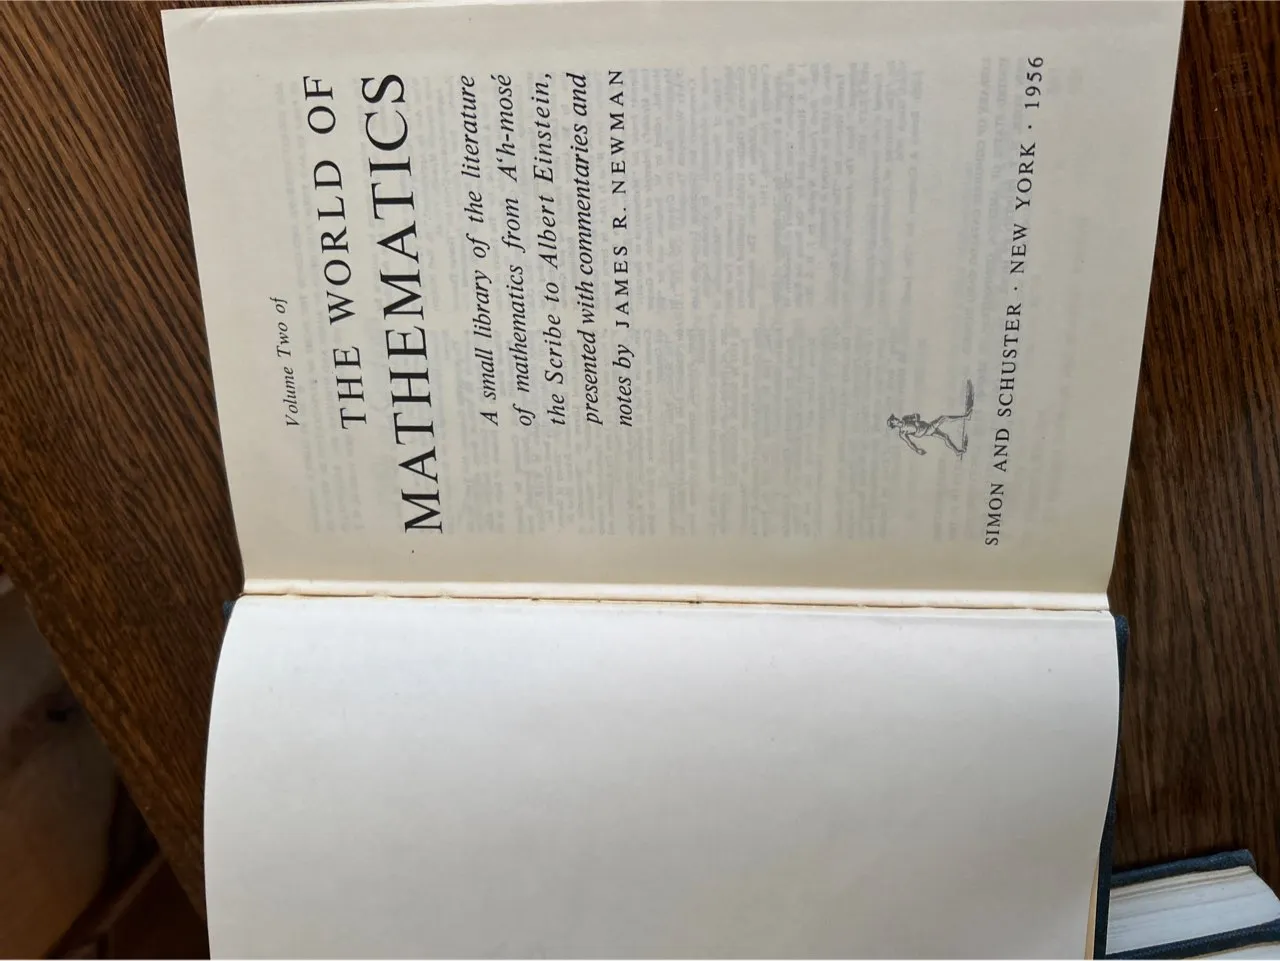 Volume Two of
THE WORLD OF
MATHEMATICS
A small library of the literature
of mathematics from A‘h-mosé
the Scribe to Albert Einstein,
presented with commentaries and
notes by JAMES R. NEWMAN
SIMON AND SCHUSTER · NEW YORK · 1956